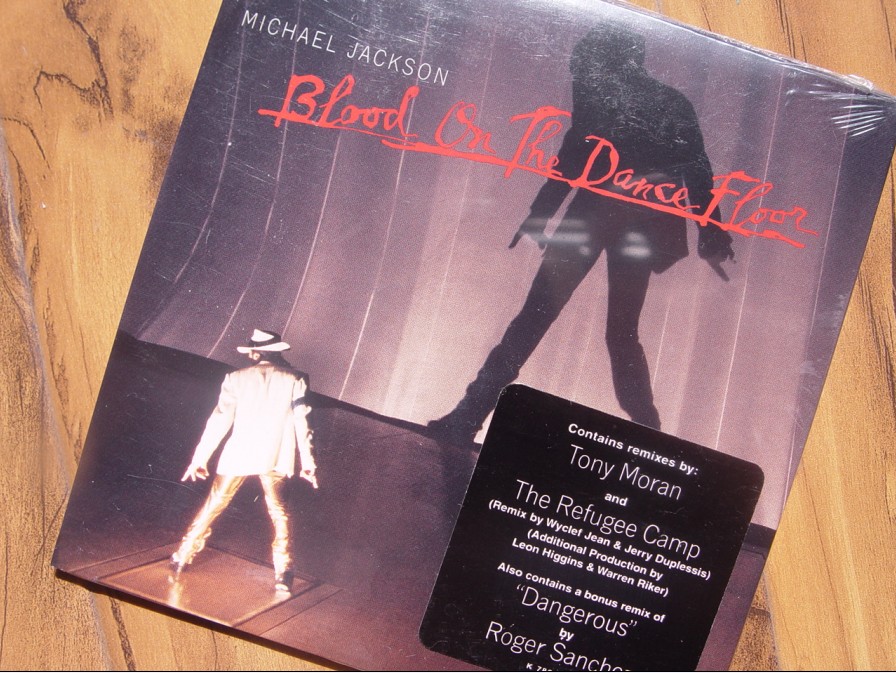 MICHAEL JACKSON
Blood On The Dance Floor
Contains remixes by:
Tony Moran
and
The Refugee Camp
(Remix by Wyclef Jean & Jerry Duplessis)
(Additional Production by
Leon Higgins & Warren Riker)
Also contains a bonus remix of
"Dangerous"
by
Roger